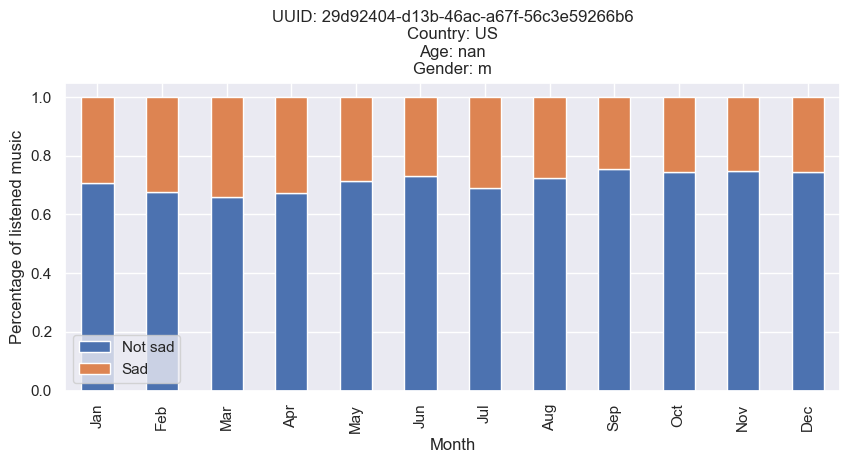 UUID: 29d92404-d13b-46ac-a67f-56c3e59266b6
Country: US
Age: nan
Gender: m
Percentage of listened music
1.0
0.8
0.6
0.4
0.2
0.0
Not sad
Sad
Jan
Feb
Mar
Apr
May
Jun
Jul
Aug
Sep
Oct
Nov
Dec
Month